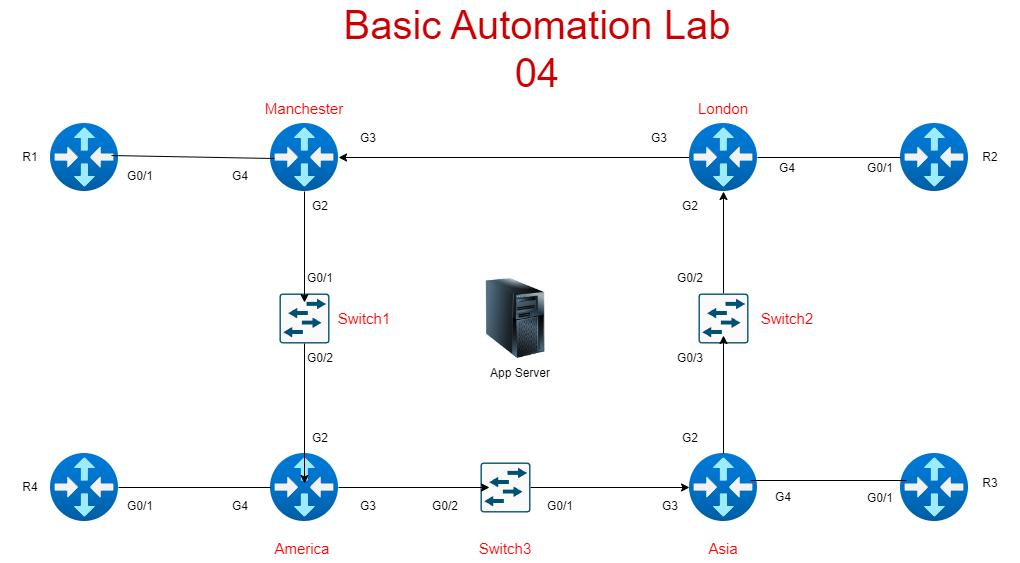 Basic Automation Lab
04
Manchester
London
G3
G3
R1
R2
G0/1
G4
G4
G0/1
G2
G2
G0/1
G0/2
Switch1
Switch2
G0/2
G0/3
App Server
G2
G2
R4
R3
G0/1
G4
G3
G0/2
G0/1
G3
G4
G0/1
America
Switch3
Asia